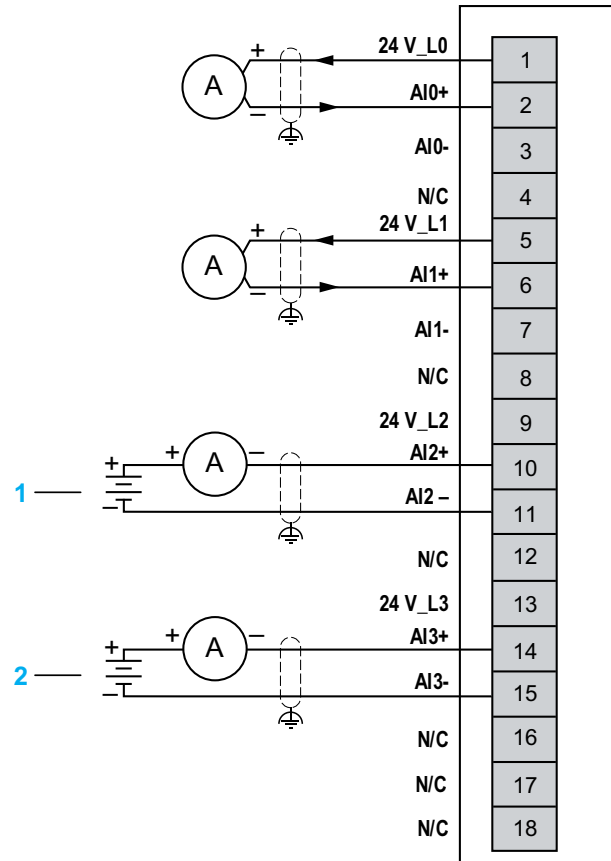 24 V_L0 1
+
A
−
AI0+ 2
AI0- 3
N/C 4
24 V_L1 5
+
A
−
AI1+ 6
AI1- 7
N/C 8
24 V_L2 9
+ + A − AI2+ 10
1
− AI2 – 11
N/C 12
24 V_L3 13
+ + A − AI3+ 14
2
− AI3- 15
N/C 16
N/C 17
N/C 18